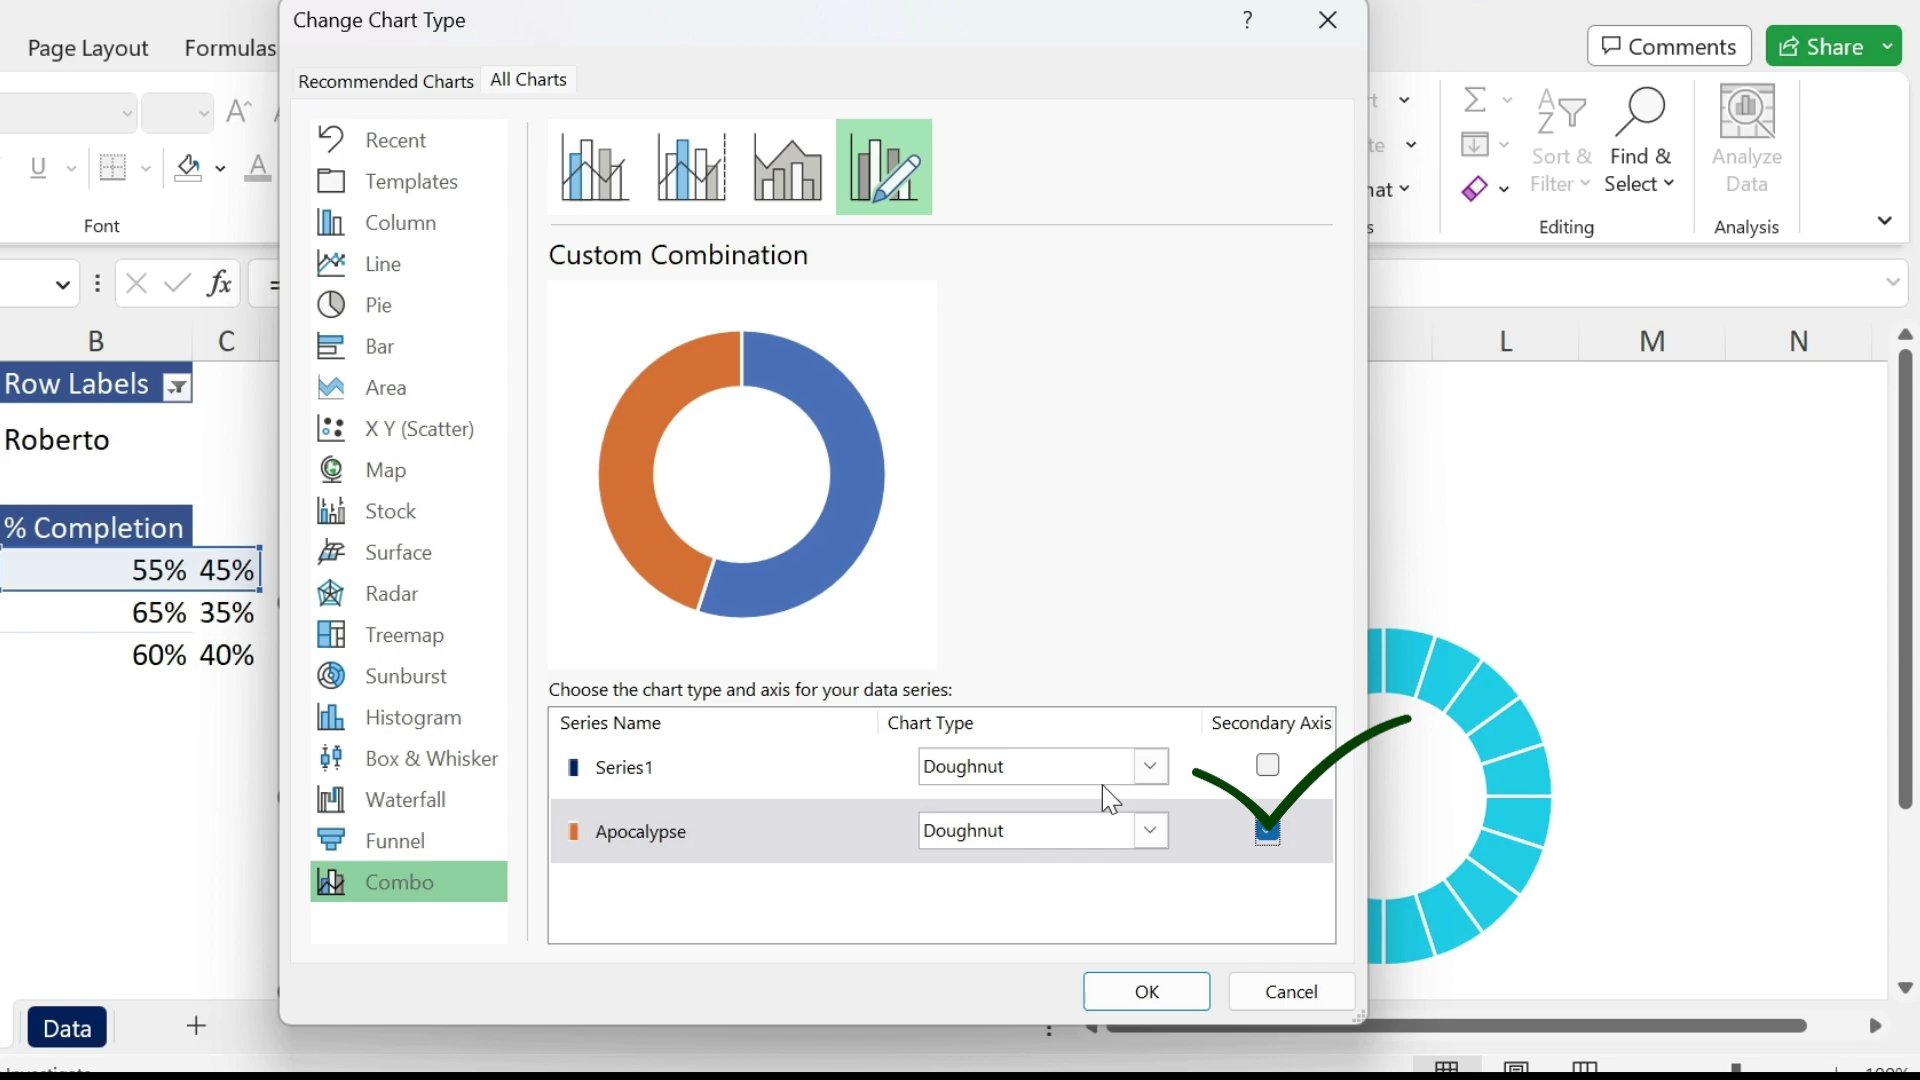 Change Chart Type
?
Page Layout
Formulas
Comments
Share
Recommended Charts
All Charts
Recent
Templates
Column
Line
Pie
Bar
Area
X Y (Scatter)
Map
Stock
Surface
Radar
Treemap
Sunburst
Histogram
Box & Whisker
Waterfall
Funnel
Combo
Custom Combination
Choose the chart type and axis for your data series:
Series Name
Chart Type
Secondary Axis
Series1
Doughnut
Apocalypse
Doughnut
OK
Cancel
U
A
A
Font
Sort &
Filter
Find &
Select
Analyze
Data
Editing
Analysis
fx
=
B
C
L
M
N
Row Labels
Roberto
% Completion
55% 45%
65% 35%
60% 40%
Data